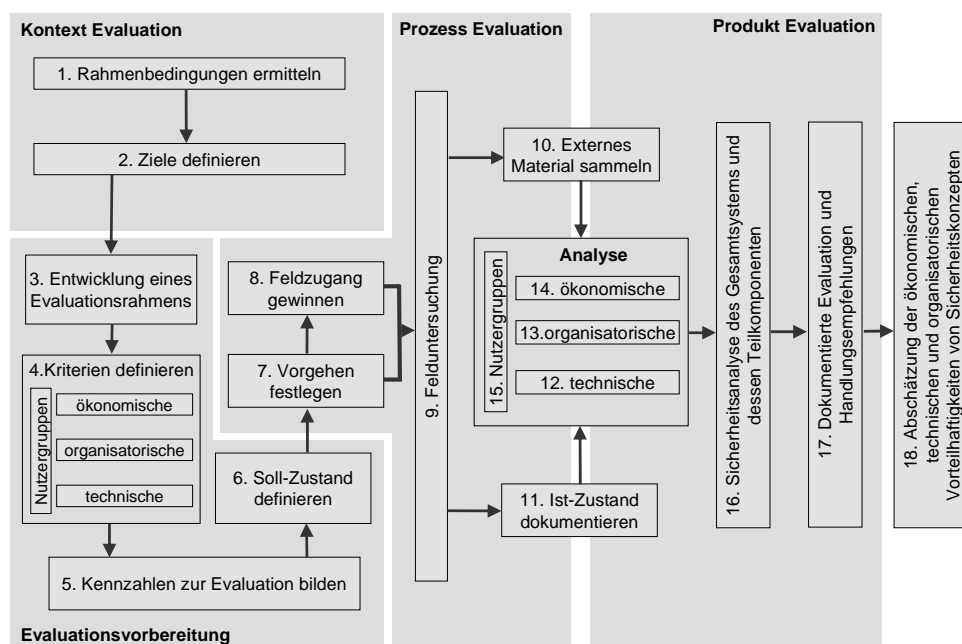 Kontext Evaluation
1. Rahmenbedingungen ermitteln
2. Ziele definieren
3. Entwicklung eines
Evaluationsrahmens
4.Kriterien definieren
Nutzergruppen
ökonomische
organisatorische
technische
5. Kennzahlen zur Evaluation bilden
6. Soll-Zustand
definieren
Evaluationsvorbereitung
Prozess Evaluation
8. Feldzugang
gewinnen
7. Vorgehen
festlegen
9. Felduntersuchung
10. Externes
Material sammeln
Analyse
15. Nutzergruppen
14. ökonomische
13.organisatorische
12. technische
11. Ist-Zustand
dokumentieren
Produkt Evaluation
16. Sicherheitsanalyse des Gesamtsystems und
dessen Teilkomponenten
17. Dokumentierte Evaluation und
Handlungsempfehlungen
18. Abschätzung der ökonomischen,
technischen und organisatorischen
Vorteilhaftigkeiten von Sicherheitskonzepten